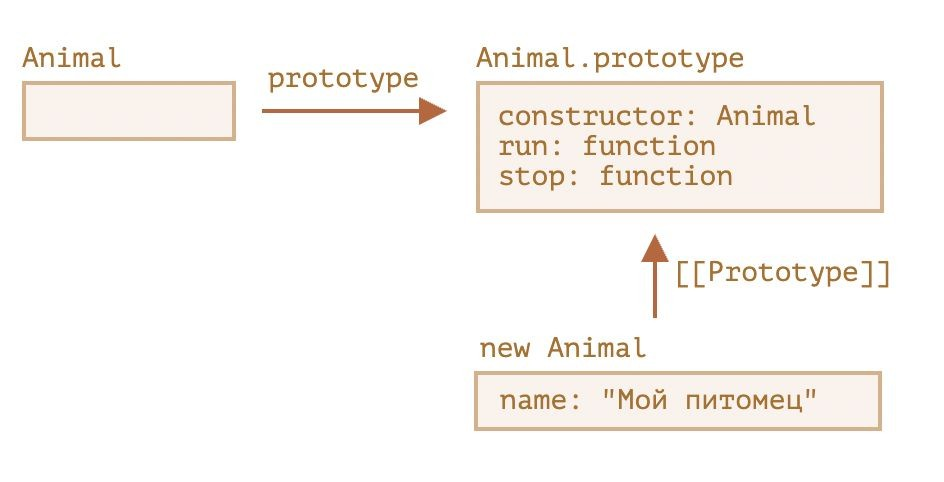 Animal
prototype
Animal.prototype
constructor: Animal
run: function
stop: function
[[Prototype]]
new Animal
name: "Мой питомец"